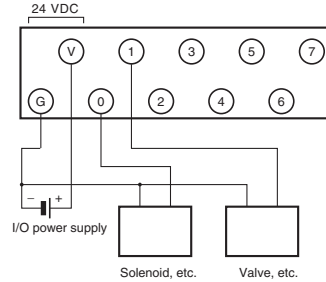 24 VDC
V 1 3 5 7
G 0 2 4 6
− +
I/O power supply
Solenoid, etc. Valve, etc.